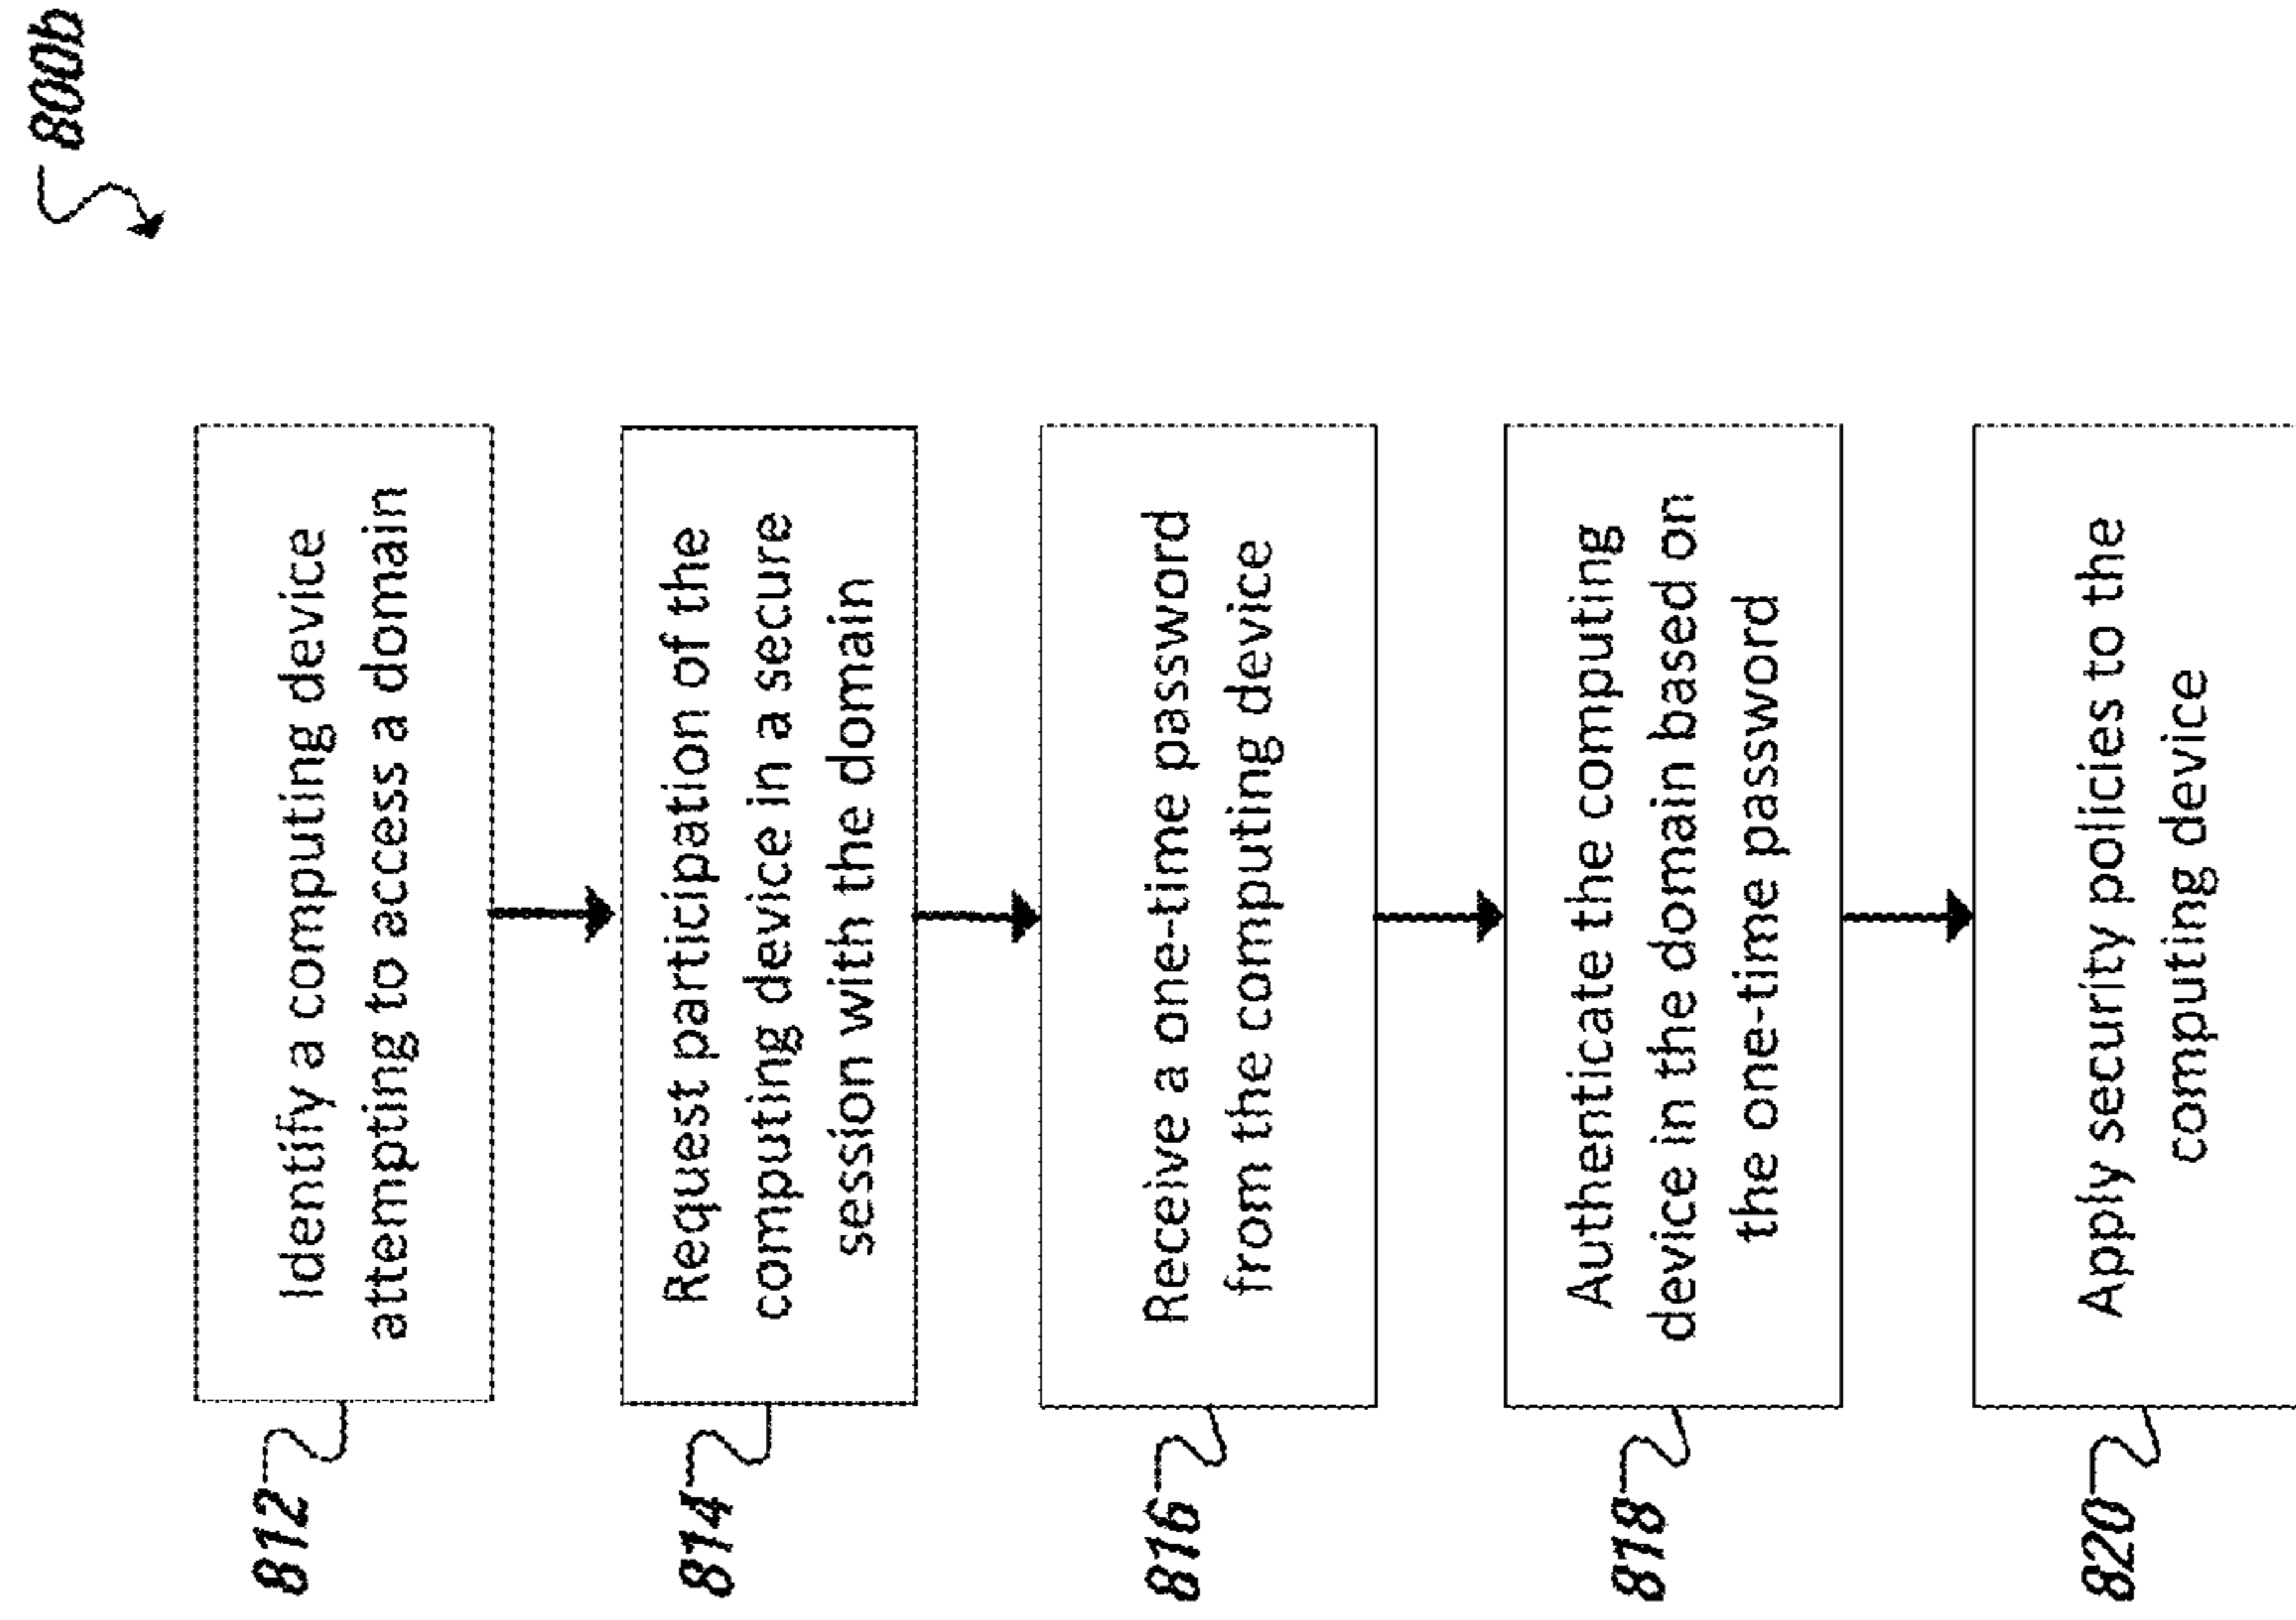 800b
812
Identify a computing device
attempting to access a domain
814
Request participation of the
computing device in a secure
session with the domain
816
Receive a one-time password
from the computing device
818
Authenticate the computing
device in the domain based on
the one-time password
820
Apply security policies to the
computing device